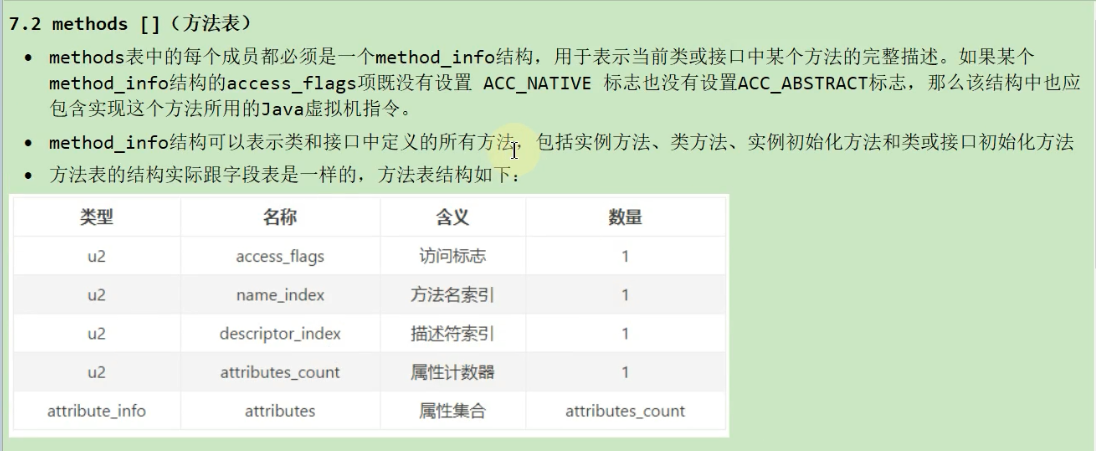 7.2 methods []（方法表）
• methods表中的每个成员都必须是一个method_info结构，用于表示当前类或接口中某个方法的完整描述。如果某个
method_info结构的access_flags项既没有设置 ACC_NATIVE 标志也没有设置ACC_ABSTRACT标志，那么该结构中也应
包含实现这个方法所用的Java虚拟机指令。
• method_info结构可以表示类和接口中定义的所有方法，包括实例方法、类方法、实例初始化方法和类或接口初始化方法
• 方法表的结构实际跟字段表是一样的，方法表结构如下：
类型 名称 含义 数量
u2 access_flags 访问标志 1
u2 name_index 方法名索引 1
u2 descriptor_index 描述符索引 1
u2 attributes_count 属性计数器 1
attribute_info attributes 属性集合 attributes_count